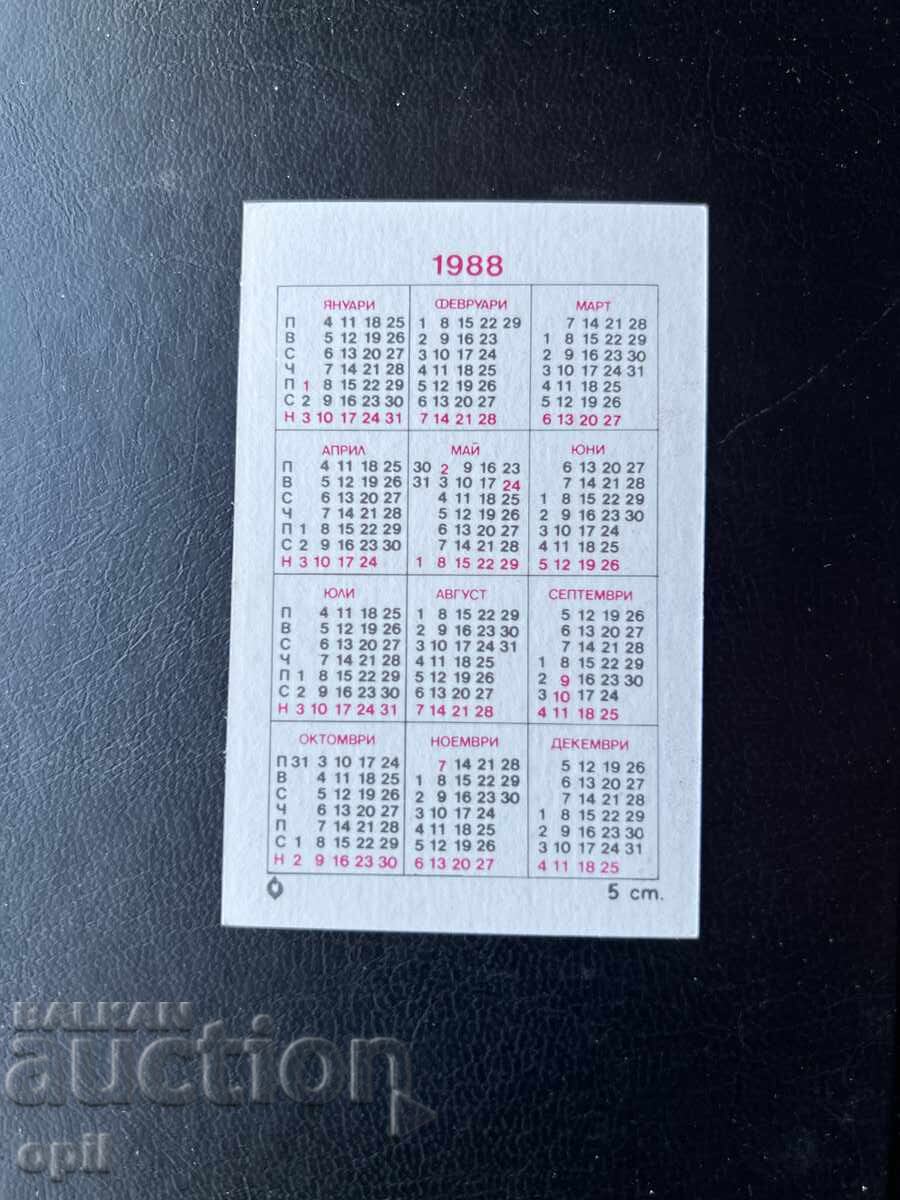 1988
ЯНУАРИ ФЕВРУАРИ МАРТ
П 4 11 18 25 1 8 15 22 29 7 14 21 28
В 5 12 19 26 2 9 16 23 1 8 15 22 29
С 6 13 20 27 3 10 17 24 2 9 16 23 30
Ч 7 14 21 28 4 11 18 25 3 10 17 24 31
П 1 8 15 22 29 5 12 19 26 4 11 18 25
С 2 9 16 23 30 6 13 20 27 5 12 19 26
Н 3 10 17 24 31 7 14 21 28 6 13 20 27
АПРИЛ МАЙ ЮНИ
П 4 11 18 25 30 2 9 16 23 6 13 20 27
В 5 12 19 26 31 3 10 17 24 7 14 21 28
С 6 13 20 27 4 11 18 25 1 8 15 22 29
Ч 7 14 21 28 5 12 19 26 2 9 16 23 30
П 1 8 15 22 29 6 13 20 27 3 10 17 24
С 2 9 16 23 30 7 14 21 28 4 11 18 25
Н 3 10 17 24 1 8 15 22 29 5 12 19 26
ЮЛИ АВГУСТ СЕПТЕМВРИ
П 4 11 18 25 1 8 15 22 29 5 12 19 26
В 5 12 19 26 2 9 16 23 30 6 13 20 27
С 6 13 20 27 3 10 17 24 31 7 14 21 28
Ч 7 14 21 28 4 11 18 25 1 8 15 22 29
П 1 8 15 22 29 5 12 19 26 2 9 16 23 30
С 2 9 16 23 30 6 13 20 27 3 10 17 24
Н 3 10 17 24 31 7 14 21 28 4 11 18 25
ОКТОМВРИ НОЕМВРИ ДЕКЕМВРИ
П 31 3 10 17 24 7 14 21 28 5 12 19 26
В 4 11 18 25 1 8 15 22 29 6 13 20 27
С 5 12 19 26 2 9 16 23 30 7 14 21 28
Ч 6 13 20 27 3 10 17 24 1 8 15 22 29
П 7 14 21 28 4 11 18 25 2 9 16 23 30
С 1 8 15 22 29 5 12 19 26 3 10 17 24 31
Н 2 9 16 23 30 6 13 20 27 4 11 18 25
5 cm.
BALKAN
auction
opil